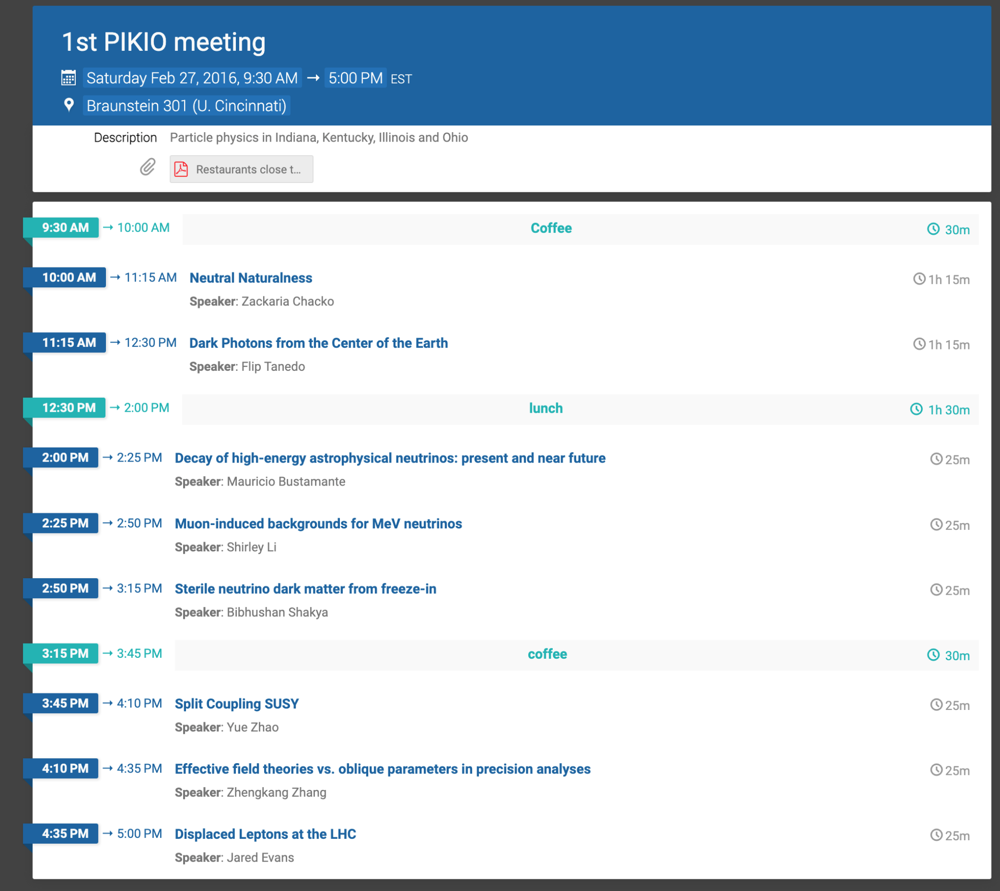 1st PIKIO meeting
Saturday Feb 27, 2016, 9:30 AM → 5:00 PM EST
Braunstein 301 (U. Cincinnati)
Description Particle physics in Indiana, Kentucky, Illinois and Ohio
Restaurants close t...
9:30 AM → 10:00 AM Coffee 30m
10:00 AM → 11:15 AM Neutral Naturalness 1h 15m
Speaker: Zackaria Chacko
11:15 AM → 12:30 PM Dark Photons from the Center of the Earth 1h 15m
Speaker: Flip Tanedo
12:30 PM → 2:00 PM lunch 1h 30m
2:00 PM → 2:25 PM Decay of high-energy astrophysical neutrinos: present and near future 25m
Speaker: Mauricio Bustamante
2:25 PM → 2:50 PM Muon-induced backgrounds for MeV neutrinos 25m
Speaker: Shirley Li
2:50 PM → 3:15 PM Sterile neutrino dark matter from freeze-in 25m
Speaker: Bibhushan Shakya
3:15 PM → 3:45 PM coffee 30m
3:45 PM → 4:10 PM Split Coupling SUSY 25m
Speaker: Yue Zhao
4:10 PM → 4:35 PM Effective field theories vs. oblique parameters in precision analyses 25m
Speaker: Zhengkang Zhang
4:35 PM → 5:00 PM Displaced Leptons at the LHC 25m
Speaker: Jared Evans